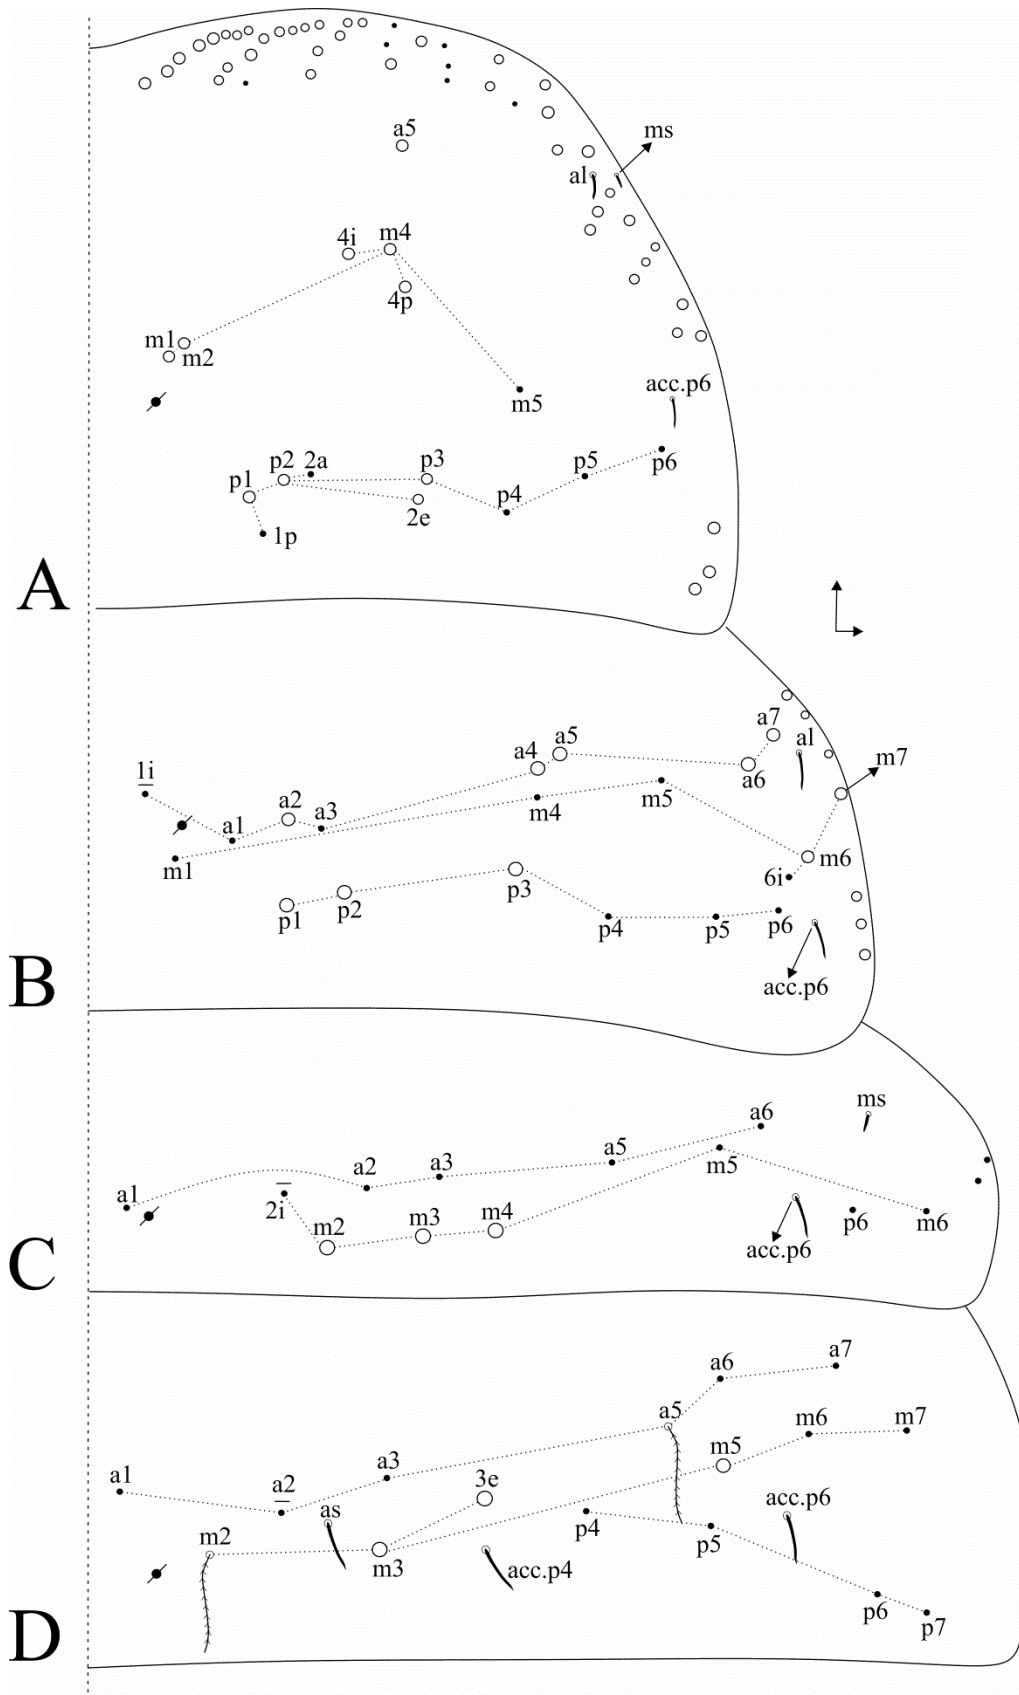 a5
ms
al
4i m4
4p
m1
m2
acc.p6
m5
p1 p2 2a p3 p4 p5 p6
2e
1p
A
a7
a4 a5 al
1i a6 m7
a2 a3
a1 m4 m5
m1 6i m6
p1 p2 p3 p4 p5 p6
acc.p6
B
ms
a6
a1 a2 a3 a5 m5
2i
m2 m3 m4 p6 m6
acc.p6
C
a6 a7
a5 m6 m7
a1 a2 a3 3e m5
as acc.p6
m2 p4 p5
m3 acc.p4
p6 p7
D